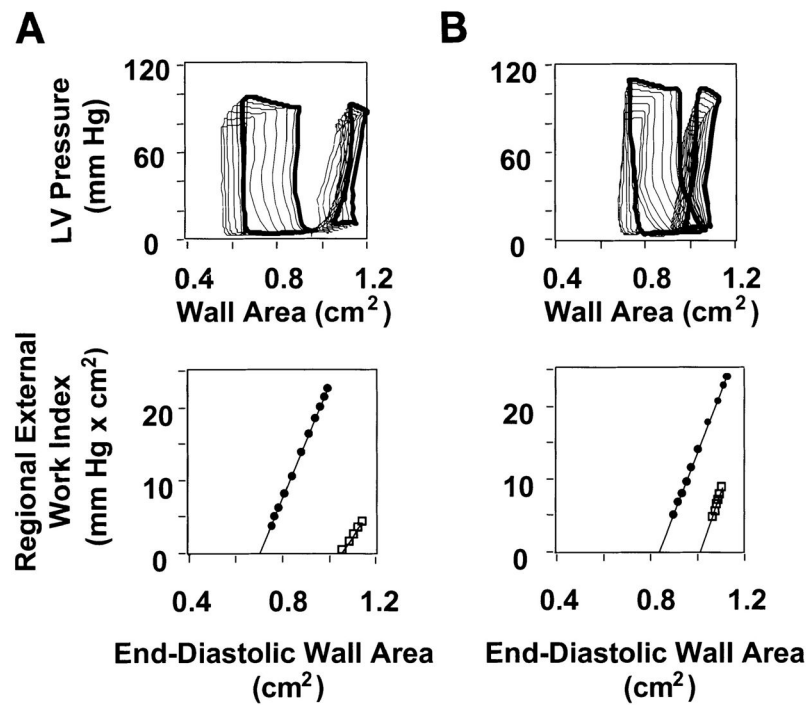 A
B
LV Pressure
(mm Hg)
120
60
0
0.4 0.8 1.2
Wall Area (cm²)
120
60
0
0.4 0.8 1.2
Wall Area (cm²)
Regional External
Work Index
(mm Hg x cm²)
20
10
0
0.4 0.8 1.2
End-Diastolic Wall Area
(cm²)
20
10
0
0.4 0.8 1.2
End-Diastolic Wall Area
(cm²)